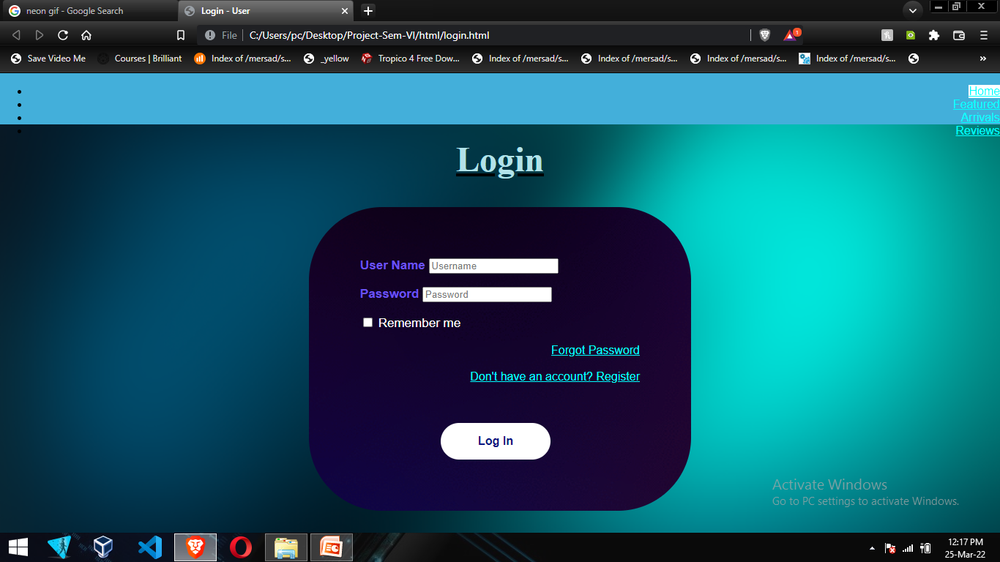 neon gif - Google Search
Login - User
File
C:/Users/pc/Desktop/Project-Sem-VI/html/login.html
1
Save Video Me
Courses | Brilliant
Index of /mersad/s...
_yellow
Tropico 4 Free Dow...
Index of /mersad/s...
Index of /mersad/s...
Index of /mersad/s...
Index of /mersad/s...
»
Home
Featured
Arrivals
Reviews
Login
User Name
Username
Password
Password
Remember me
Forgot Password
Don't have an account? Register
Log In
Activate Windows
Go to PC settings to activate Windows.
12:17 PM
25-Mar-22